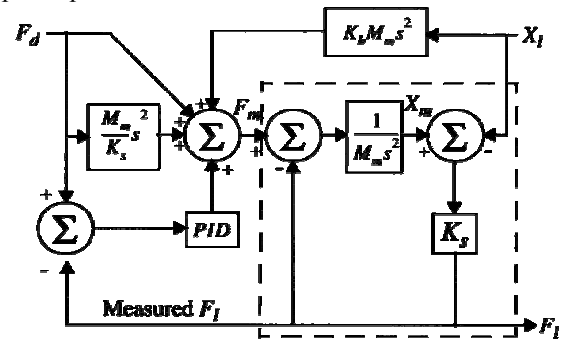 F_d
K_b M_m s^2
X_l
+
F_m
X_m
M_m/K_s s^2
+
+
Σ
+
Σ
1/(M_m s^2)
+
Σ
-
+
-
+
Σ
PID
K_s
-
Measured F_l
F_l